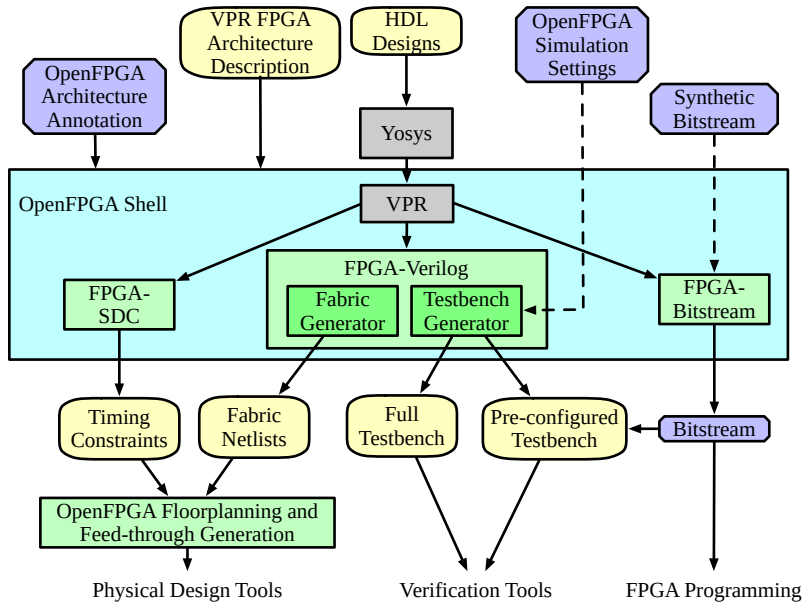 VPR FPGA
Architecture
Description
HDL
Designs
OpenFPGA
Simulation
Settings
OpenFPGA
Architecture
Annotation
Synthetic
Bitstream
Yosys
OpenFPGA Shell
VPR
FPGA-Verilog
FPGA-
SDC
Fabric
Generator
Testbench
Generator
FPGA-
Bitstream
Timing
Constraints
Fabric
Netlists
Full
Testbench
Pre-configured
Testbench
Bitstream
OpenFPGA Floorplanning and
Feed-through Generation
Physical Design Tools
Verification Tools
FPGA Programming